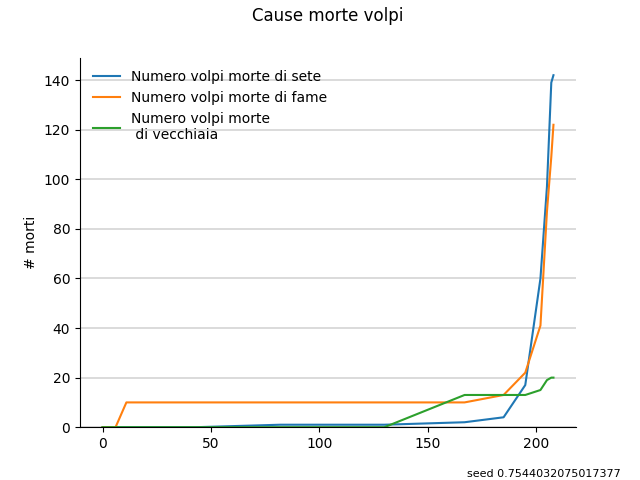 Cause morte volpi
Numero volpi morte di sete
Numero volpi morte di fame
Numero volpi morte
di vecchiaia
# morti
140
120
100
80
60
40
20
0
0 50 100 150 200
seed 0.7544032075017377